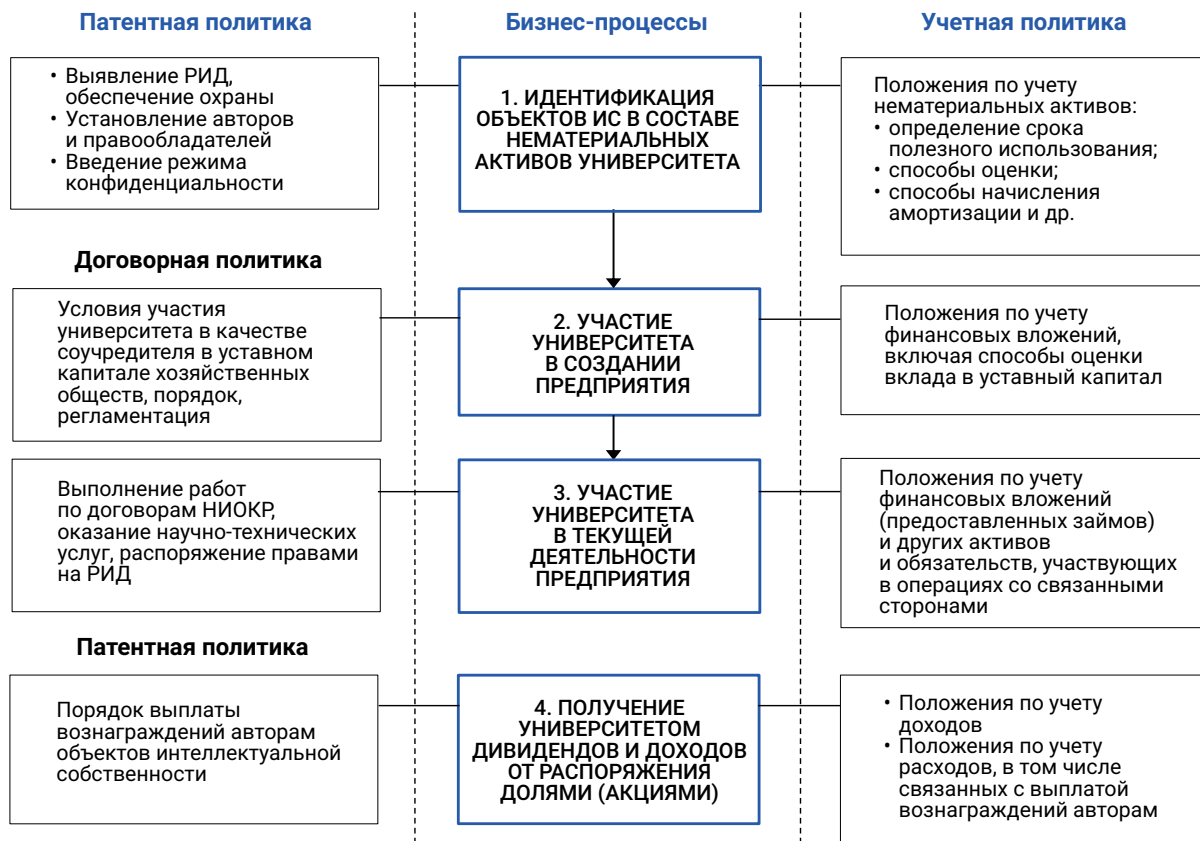 Патентная политика
Бизнес-процессы
Учетная политика
• Выявление РИД,
обеспечение охраны
• Установление авторов
и правообладателей
• Введение режима
конфиденциальности
1. ИДЕНТИФИКАЦИЯ
ОБЪЕКТОВ ИС В СОСТАВЕ
НЕМАТЕРИАЛЬНЫХ
АКТИВОВ УНИВЕРСИТЕТА
Положения по учету
нематериальных активов:
• определение срока
полезного использования;
• способы оценки;
• способы начисления
амортизации и др.
Договорная политика
Условия участия
университета в качестве
соучредителя в уставном
капитале хозяйственных
обществ, порядок,
регламентация
2. УЧАСТИЕ
УНИВЕРСИТЕТА
В СОЗДАНИИ
ПРЕДПРИЯТИЯ
Положения по учету
финансовых вложений,
включая способы оценки
вклада в уставный капитал
Выполнение работ
по договорам НИОКР,
оказание научно-технических
услуг, распоряжение правами
на РИД
3. УЧАСТИЕ
УНИВЕРСИТЕТА
В ТЕКУЩЕЙ
ДЕЯТЕЛЬНОСТИ
ПРЕДПРИЯТИЯ
Положения по учету
финансовых вложений
(предоставленных займов)
и других активов
и обязательств, участвующих
в операциях со связанными
сторонами
Патентная политика
Порядок выплаты
вознаграждений авторам
объектов интеллектуальной
собственности
4. ПОЛУЧЕНИЕ
УНИВЕРСИТЕТОМ
ДИВИДЕНДОВ И ДОХОДОВ
ОТ РАСПОРЯЖЕНИЯ
ДОЛЯМИ (АКЦИЯМИ)
• Положения по учету
доходов
• Положения по учету
расходов, в том числе
связанных с выплатой
вознаграждений авторам